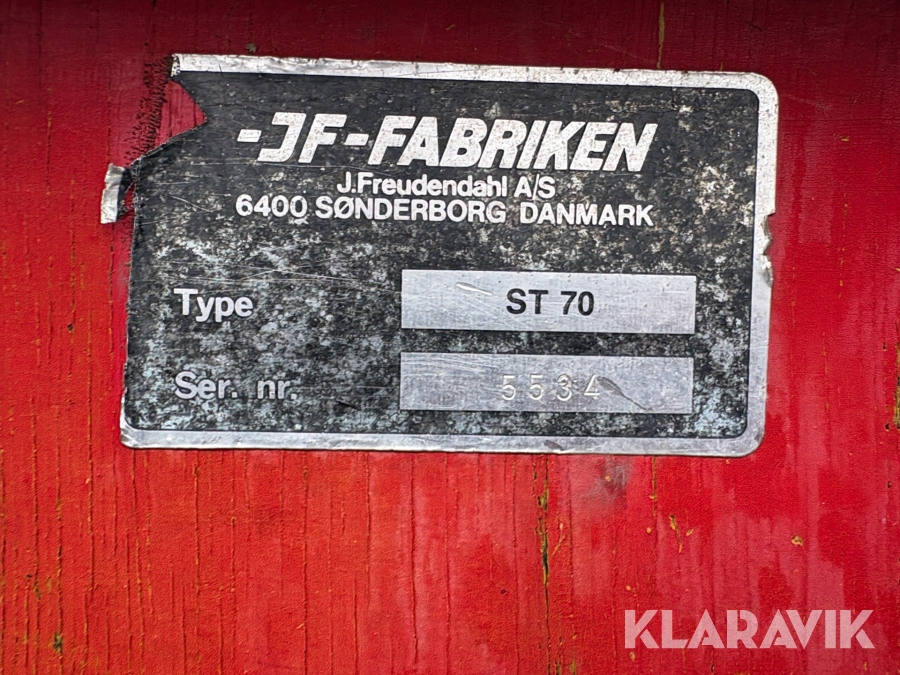 -JF-FABRIKEN
J.Freudendahl A/S
6400 SØNDERBORG DANMARK
Type ST 70
Ser. nr. 5534
KLARAVIK